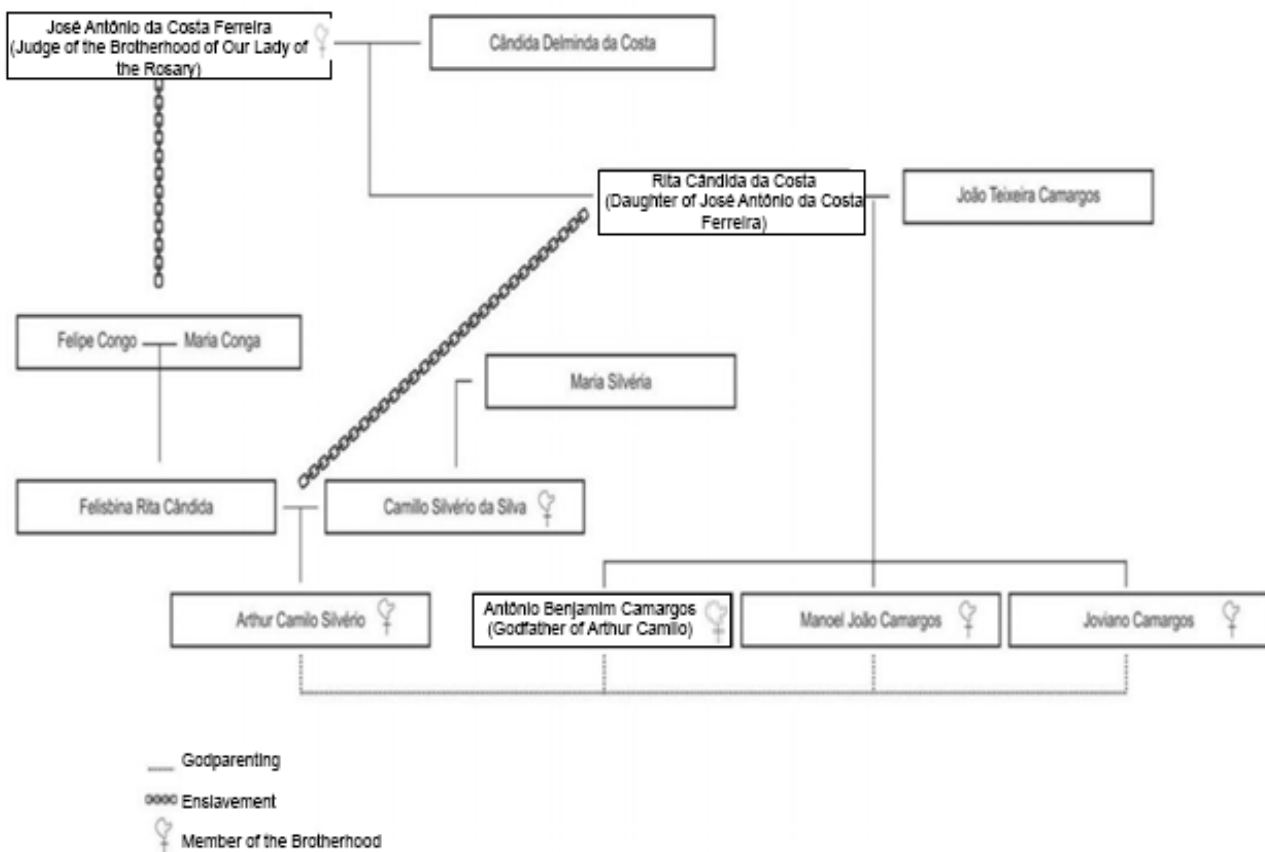 José Antônio da Costa Ferreira
(Judge of the Brotherhood of Our Lady of
the Rosary)
Cândida Delminda da Costa
Rita Cândida da Costa
(Daughter of José Antônio da Costa
Ferreira)
João Teixeira Camargos
Felipe Congo
Maria Conga
Maria Silvéria
Felisbina Rita Cândida
Camillo Silvério da Silva
Arthur Camilo Silvério
Antônio Benjamim Camargos
(Godfather of Arthur Camilo)
Manoel João Camargos
Joviano Camargos
Godparenting
Enslavement
Member of the Brotherhood